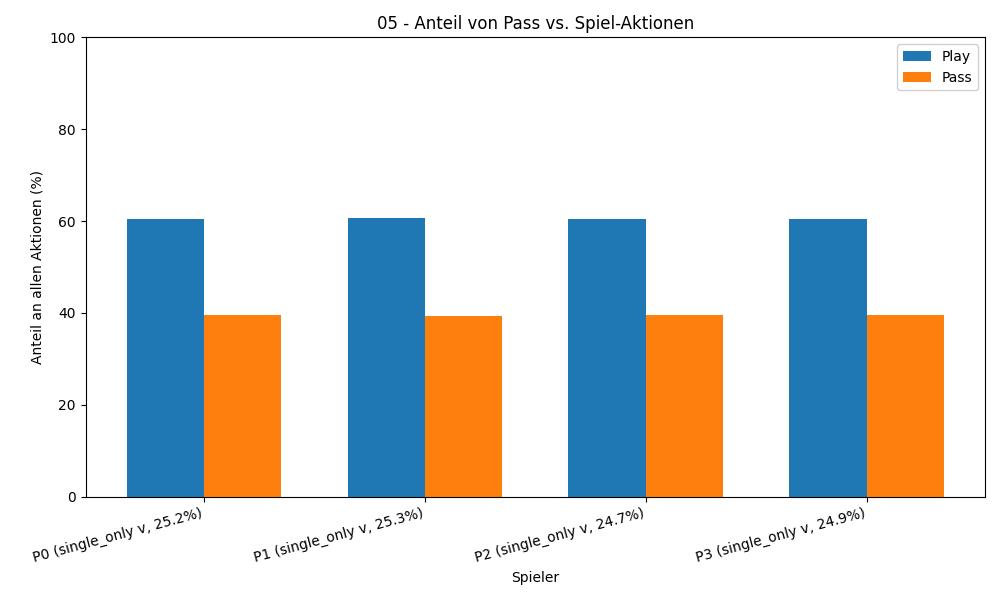 05 - Anteil von Pass vs. Spiel-Aktionen
Play
Pass
Anteil an allen Aktionen (%)
100
80
60
40
20
0
P0 (single_only v, 25.2%)
P1 (single_only v, 25.3%)
P2 (single_only v, 24.7%)
P3 (single_only v, 24.9%)
Spieler